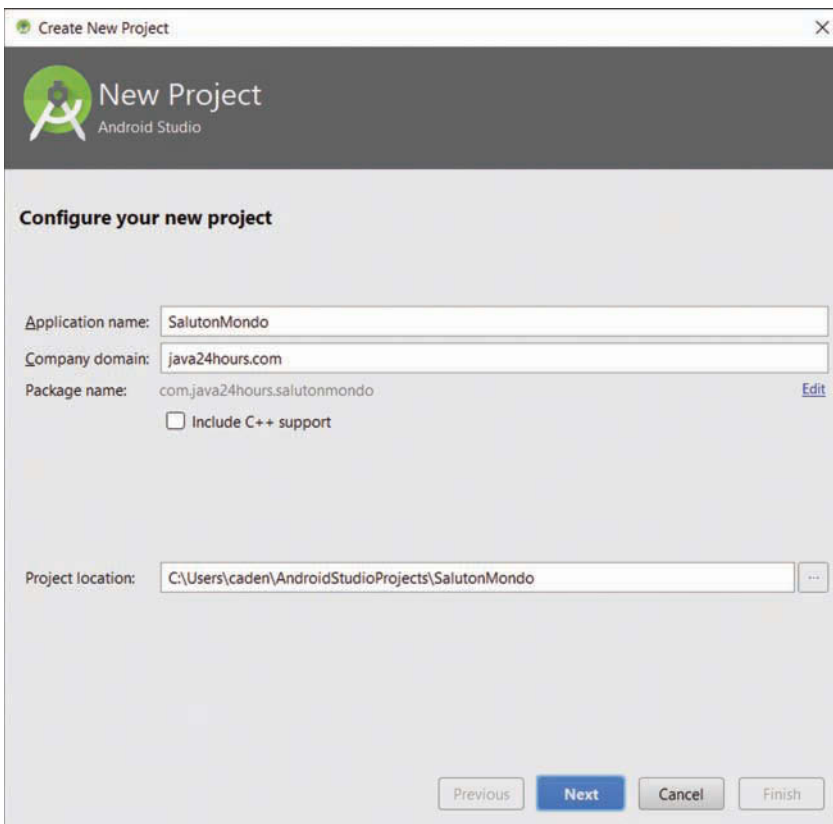 Create New Project
New Project
Android Studio
Configure your new project
Application name: SalutonMondo
Company domain: java24hours.com
Package name: com.java24hours.salutonmondo Edit
Include C++ support
Project location: C:\Users\caden\AndroidStudioProjects\SalutonMondo ...
Previous Next Cancel Finish